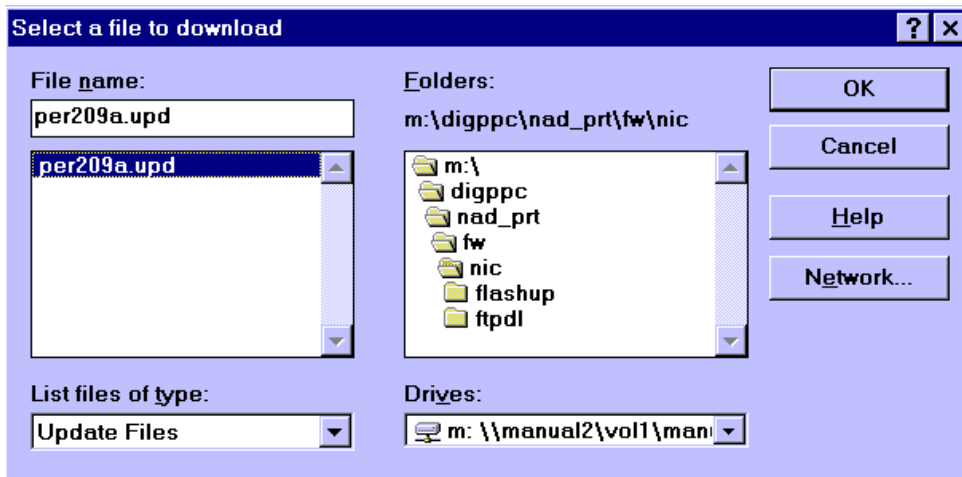 Select a file to download
File name:
per209a.upd
per209a.upd
List files of type:
Update Files
Folders:
m:\digppc\nad_prt\fw\nic
m:\
digppc
nad_prt
fw
nic
flashup
ftpdl
Drives:
m: \\manual2\vol1\man
OK
Cancel
Help
Network...